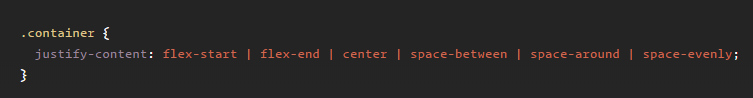 .container {
  justify-content: flex-start | flex-end | center | space-between | space-around | space-evenly;
}